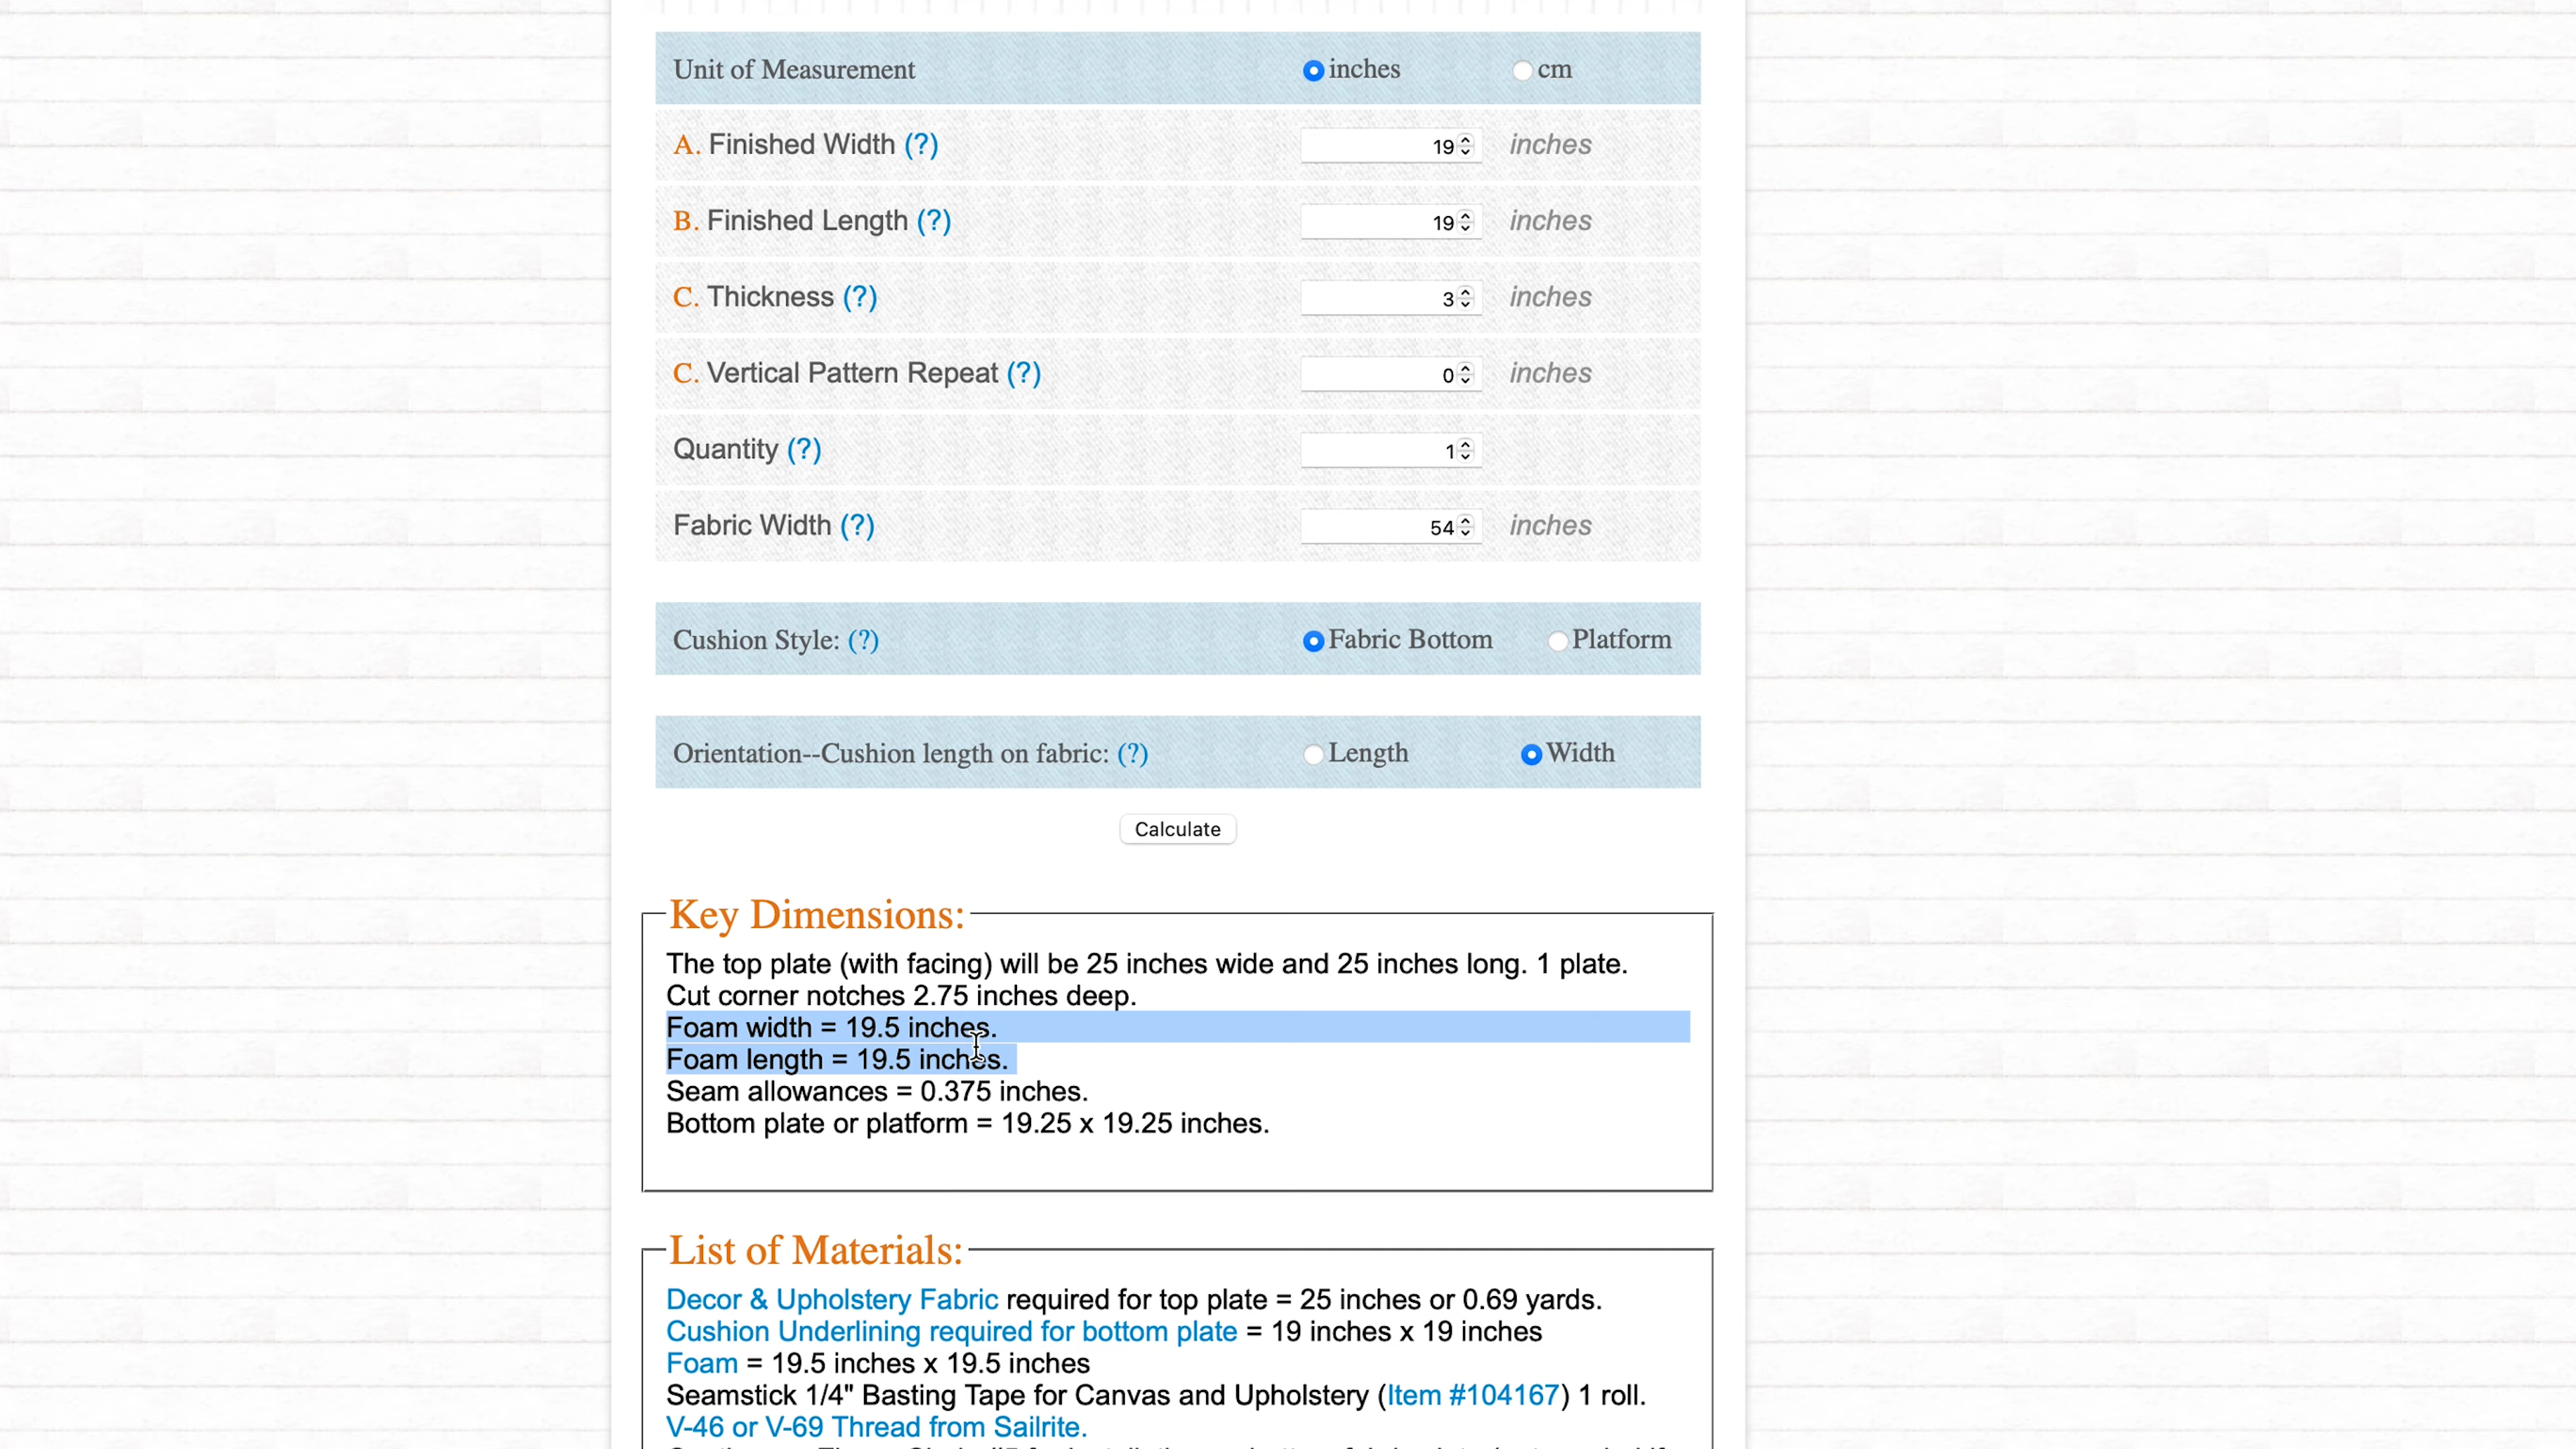 Unit of Measurement inches cm
A. Finished Width (?) 19 inches
B. Finished Length (?) 19 inches
C. Thickness (?) 3 inches
C. Vertical Pattern Repeat (?) 0 inches
Quantity (?) 1
Fabric Width (?) 54 inches
Cushion Style: (?) Fabric Bottom Platform
Orientation--Cushion length on fabric: (?) Length Width
Calculate
Key Dimensions:
The top plate (with facing) will be 25 inches wide and 25 inches long. 1 plate.
Cut corner notches 2.75 inches deep.
Foam width = 19.5 inches.
Foam length = 19.5 inches.
Seam allowances = 0.375 inches.
Bottom plate or platform = 19.25 x 19.25 inches.
List of Materials:
Decor & Upholstery Fabric required for top plate = 25 inches or 0.69 yards.
Cushion Underlining required for bottom plate = 19 inches x 19 inches
Foam = 19.5 inches x 19.5 inches
Seamstick 1/4" Basting Tape for Canvas and Upholstery (Item #104167) 1 roll.
V-46 or V-69 Thread from Sailrite.